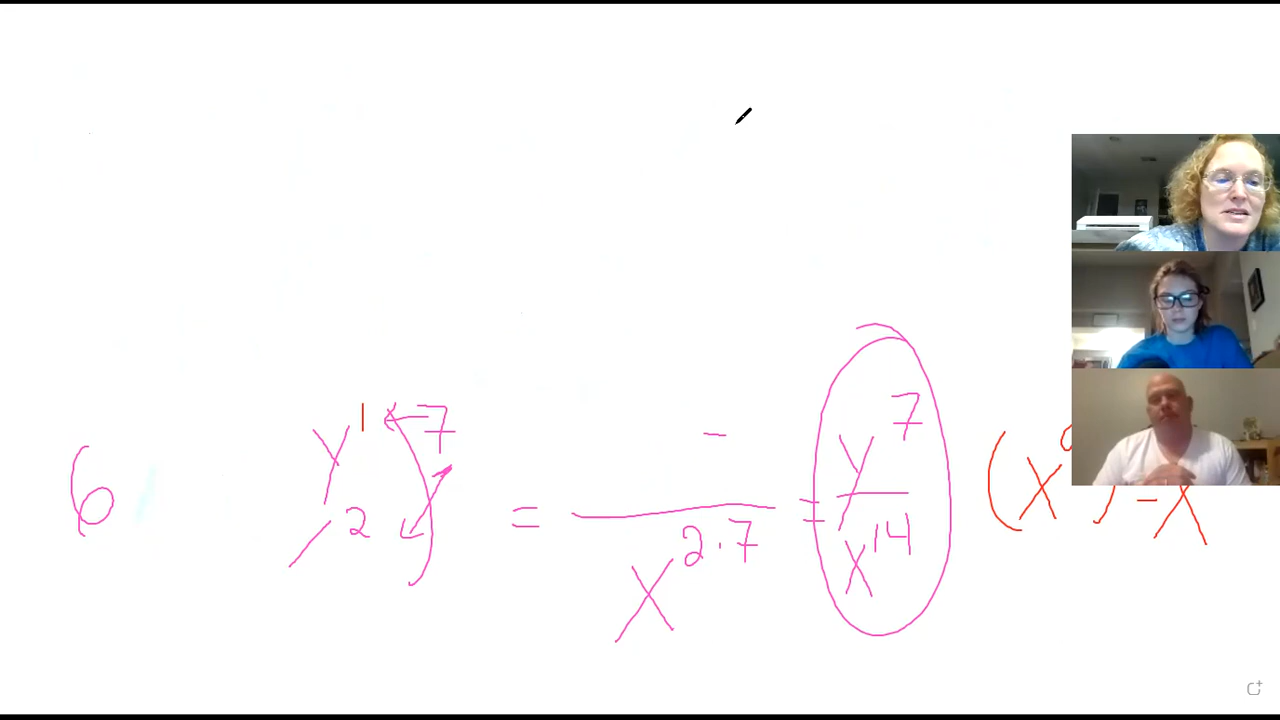 6 y^1 )^7 = - = y^7
x^2 x^{2·7} x^{14} (x ) = x